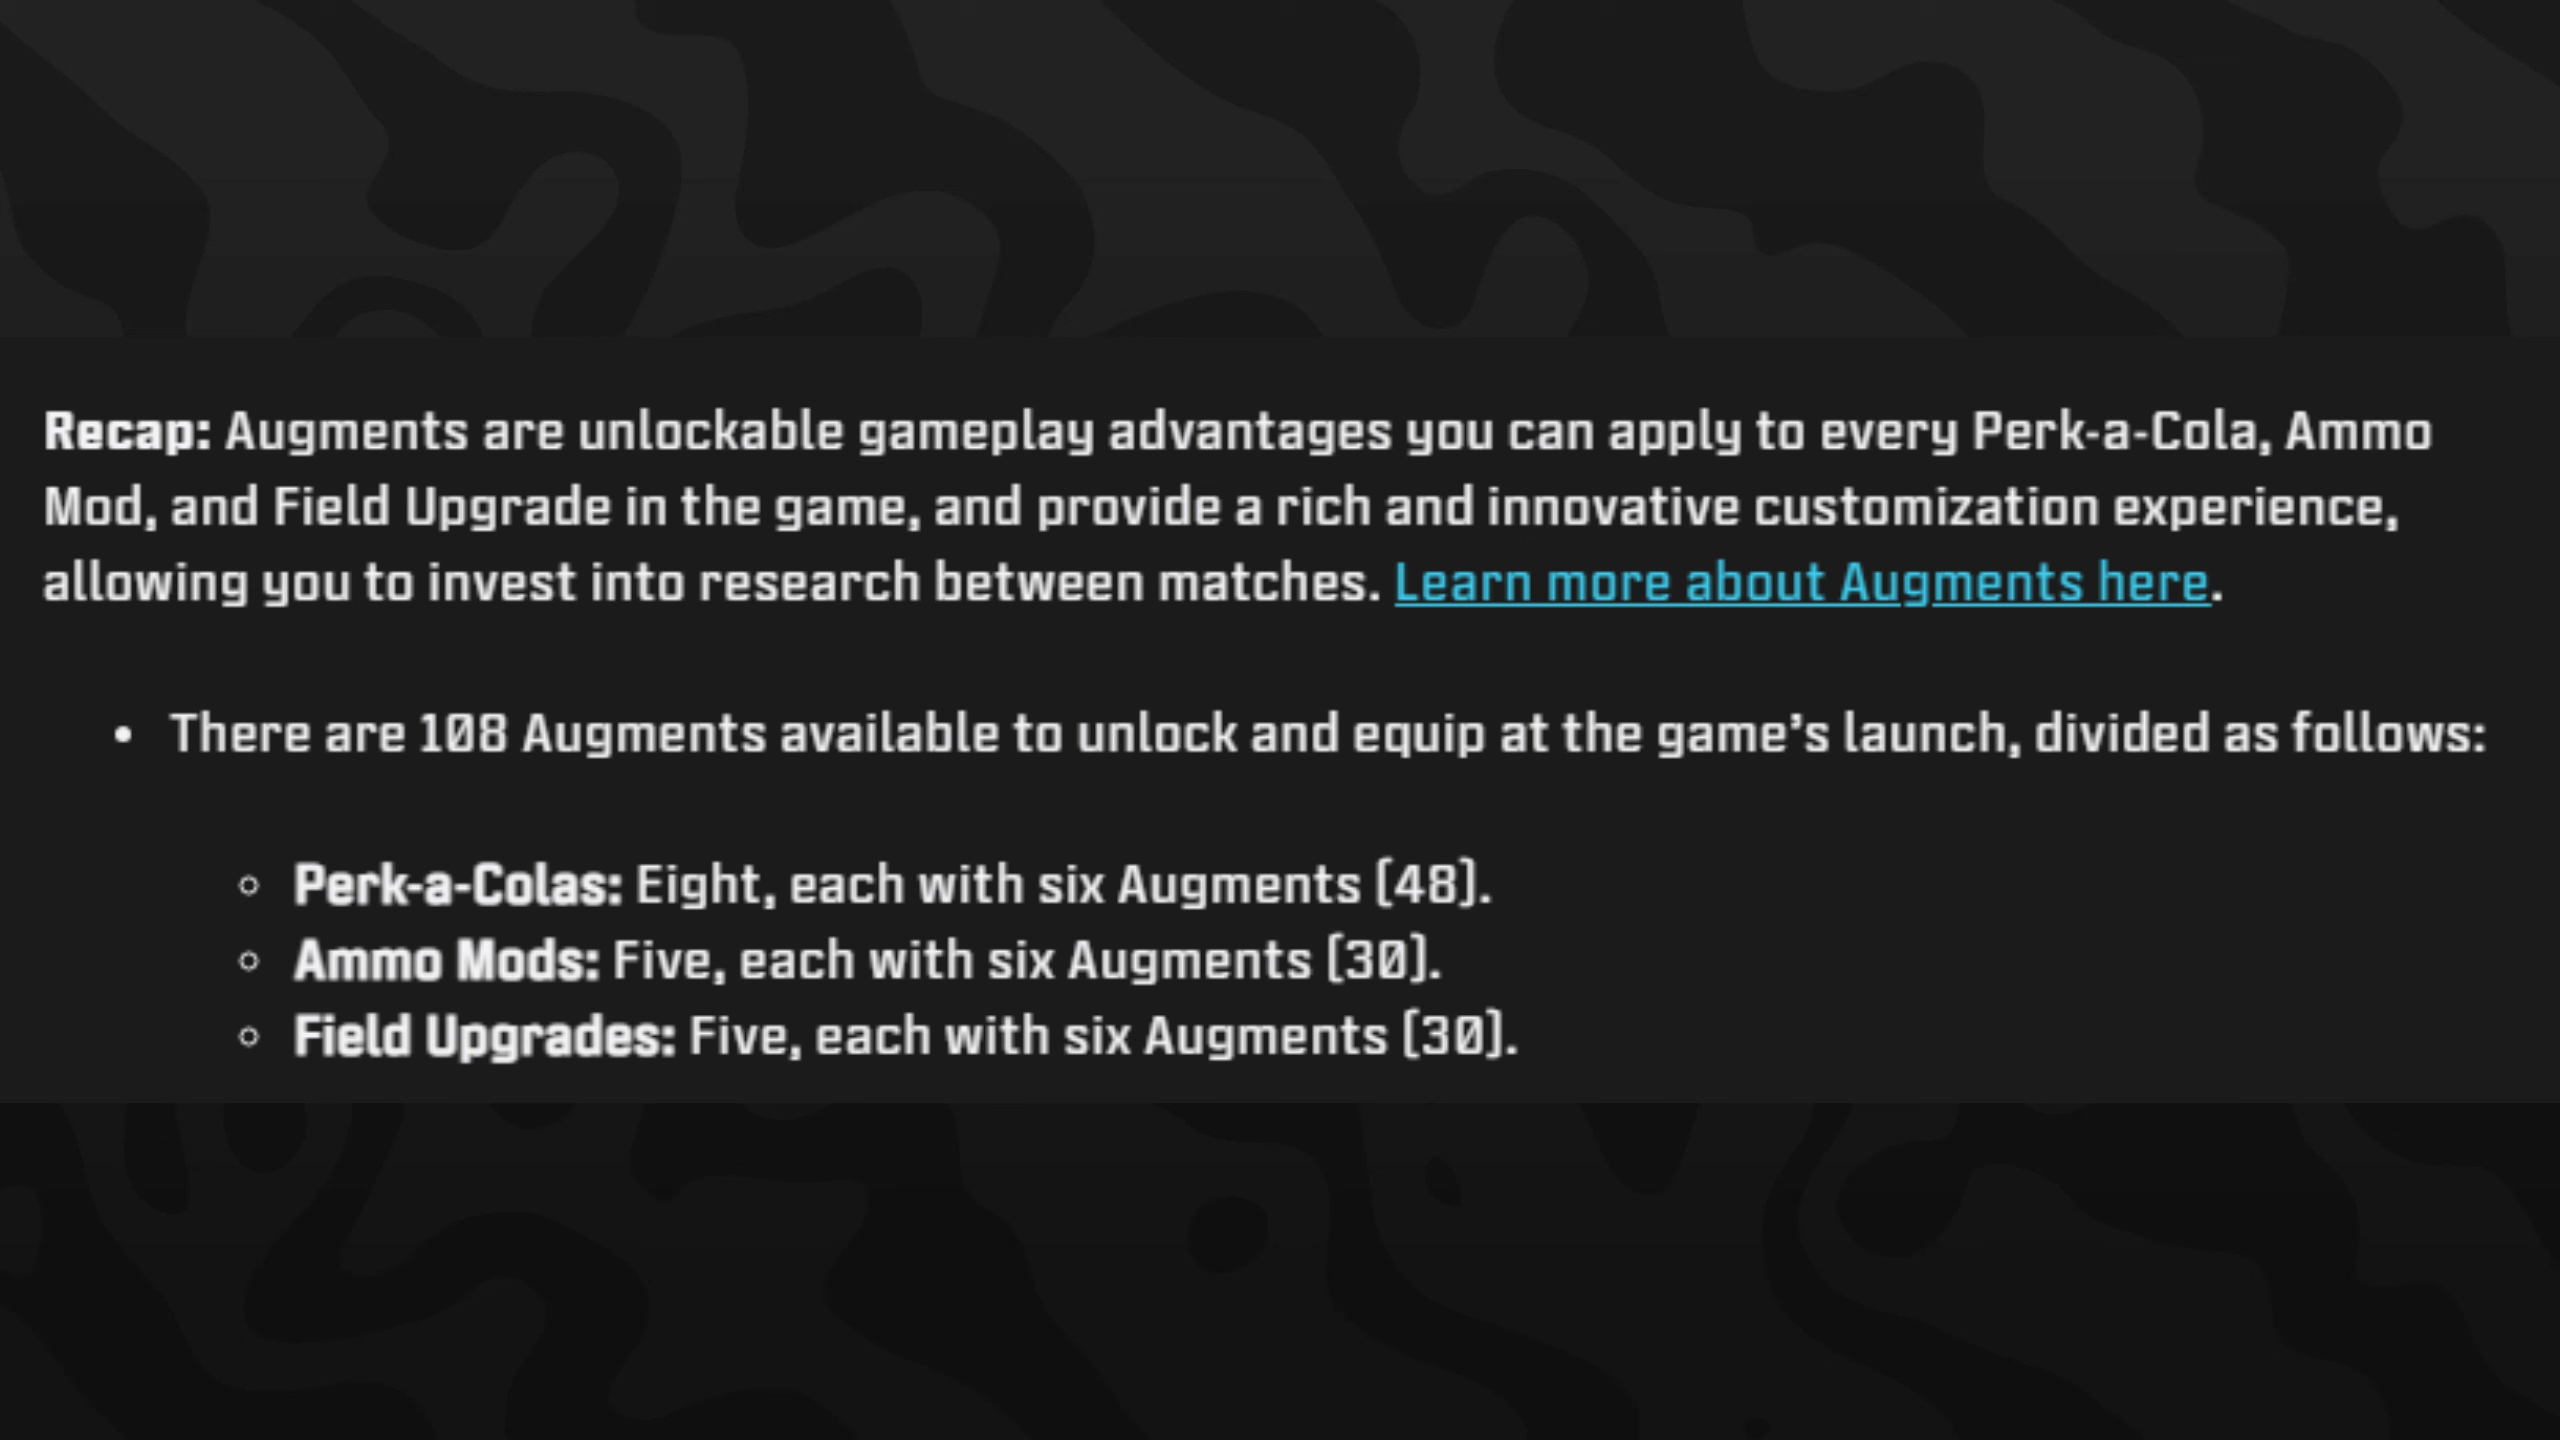 Recap: Augments are unlockable gameplay advantages you can apply to every Perk-a-Cola, Ammo
Mod, and Field Upgrade in the game, and provide a rich and innovative customization experience,
allowing you to invest into research between matches. Learn more about Augments here.
• There are 108 Augments available to unlock and equip at the game’s launch, divided as follows:
◦ Perk-a-Colas: Eight, each with six Augments (48).
◦ Ammo Mods: Five, each with six Augments (30).
◦ Field Upgrades: Five, each with six Augments (30).